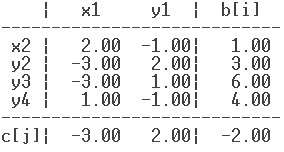 |   x1     y1  | b[i]
-----------------------------
 x2 |   2.00  -1.00|   1.00
 y2 |  -3.00   2.00|   3.00
 y3 |  -3.00   1.00|   6.00
 y4 |   1.00  -1.00|   4.00
-----------------------------
c[j]|  -3.00   2.00|  -2.00